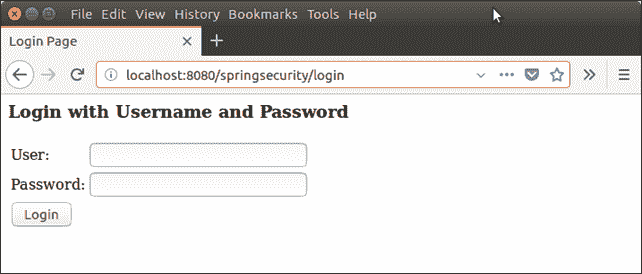 File Edit View History Bookmarks Tools Help
Login Page
localhost:8080/springsecurity/login
Login with Username and Password
User:
Password:
Login